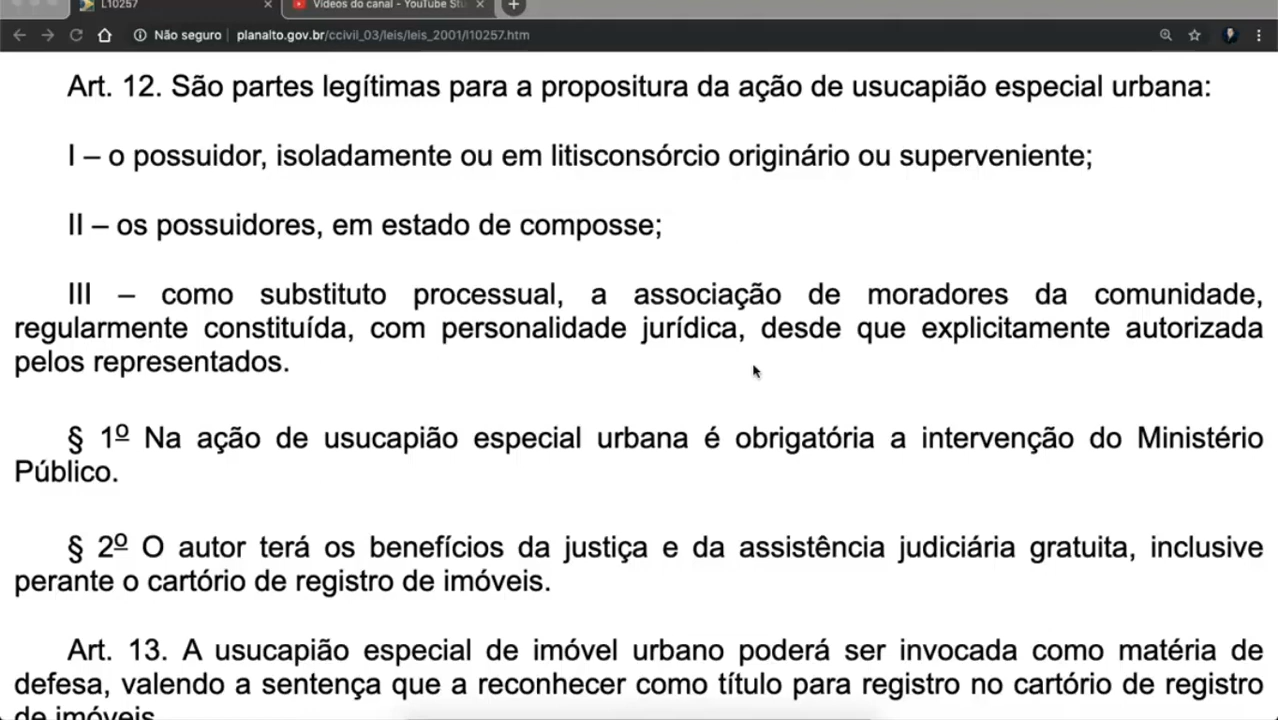 L10257
Vídeos do canal - YouTube Stu
Não seguro | planalto.gov.br/ccivil_03/leis/leis_2001/l10257.htm
Art. 12. São partes legítimas para a propositura da ação de usucapião especial urbana:
I – o possuidor, isoladamente ou em litisconsórcio originário ou superveniente;
II – os possuidores, em estado de composse;
III – como substituto processual, a associação de moradores da comunidade,
regularmente constituída, com personalidade jurídica, desde que explicitamente autorizada
pelos representados.
§ 1º Na ação de usucapião especial urbana é obrigatória a intervenção do Ministério
Público.
§ 2º O autor terá os benefícios da justiça e da assistência judiciária gratuita, inclusive
perante o cartório de registro de imóveis.
Art. 13. A usucapião especial de imóvel urbano poderá ser invocada como matéria de
defesa, valendo a sentença que a reconhecer como título para registro no cartório de registro
de imóveis